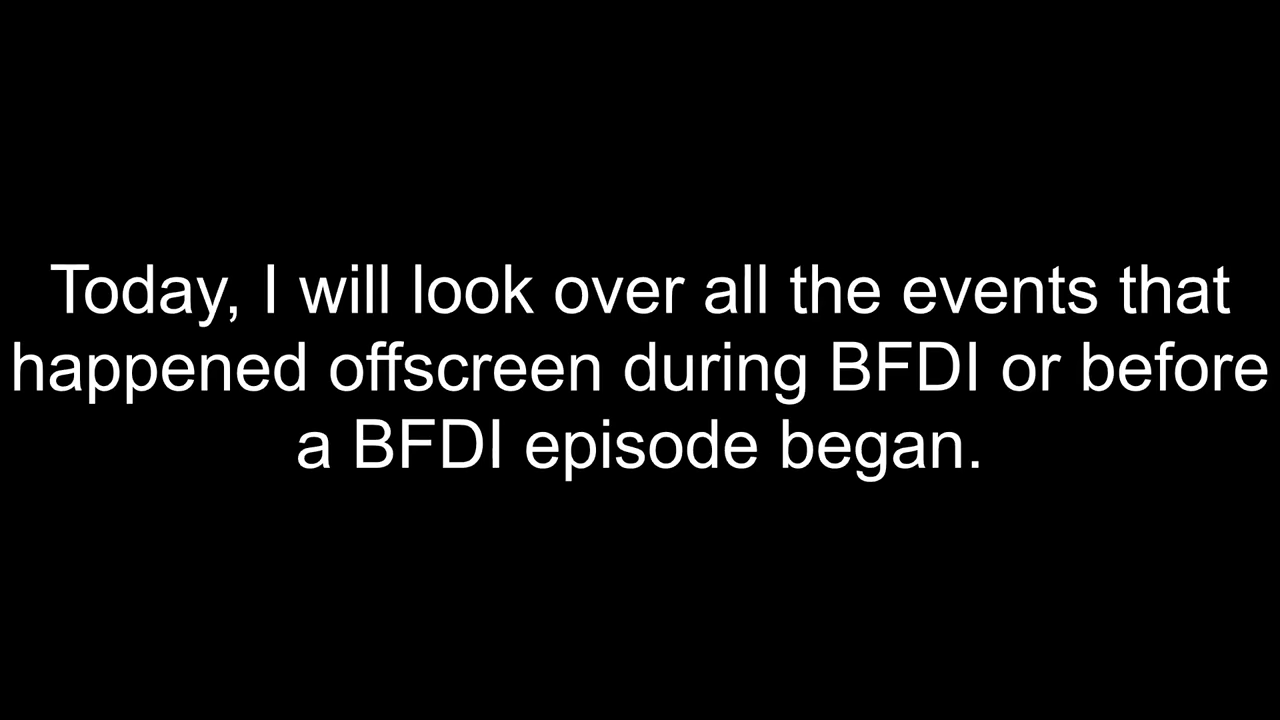 Today, I will look over all the events that
happened offscreen during BFDI or before
a BFDI episode began.